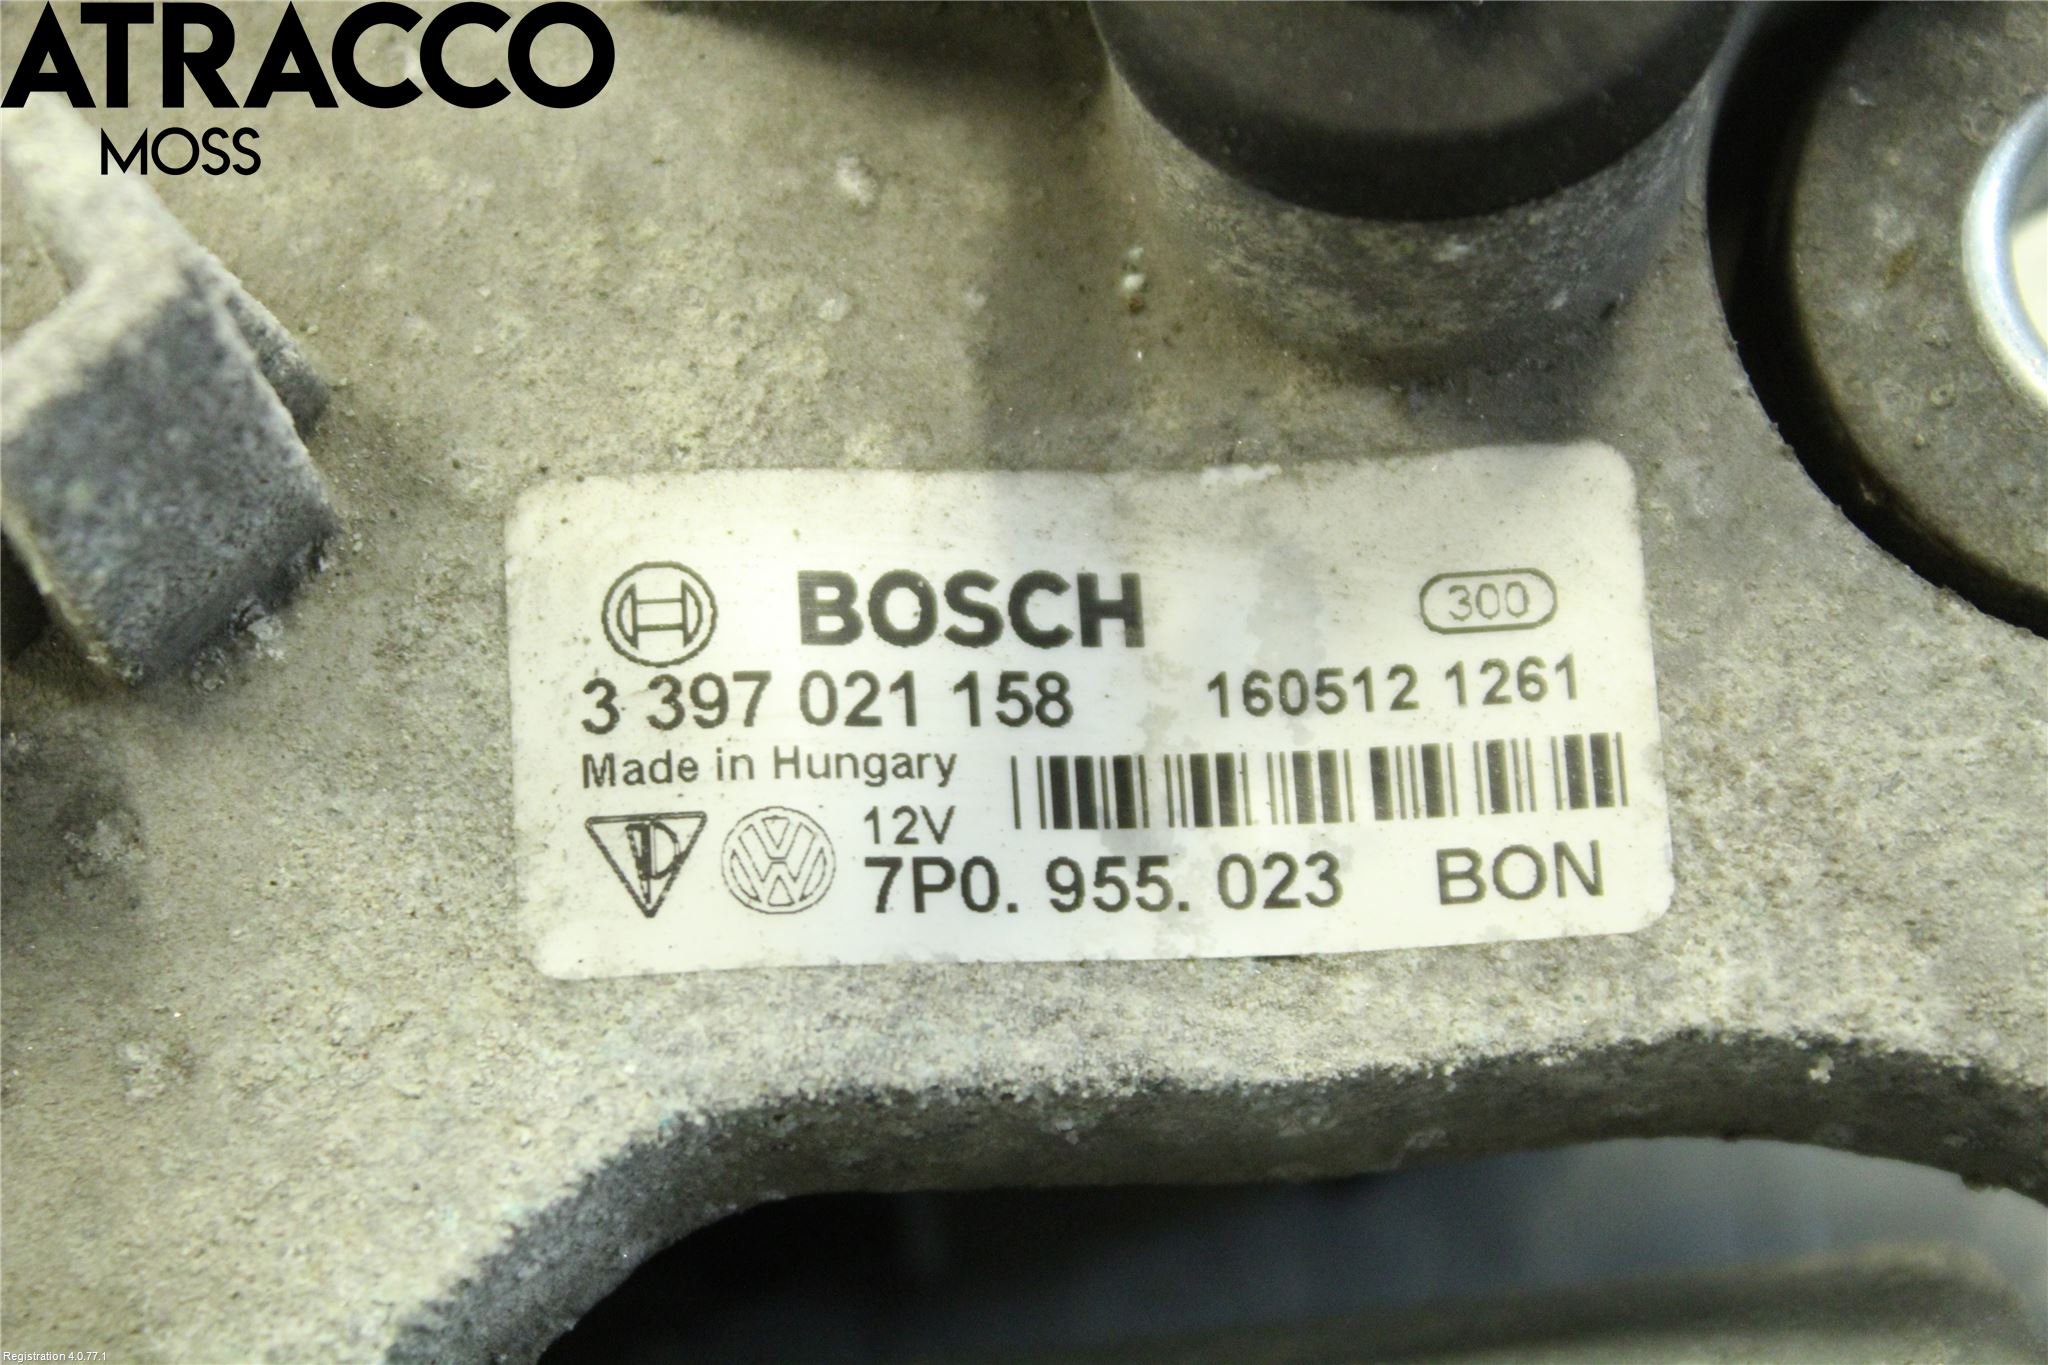 ATRACCO
MOSS
BOSCH 300
3 397 021 158 160512 1261
Made in Hungary
12V
7P0. 955. 023 BON
Registration 4.0.77.1